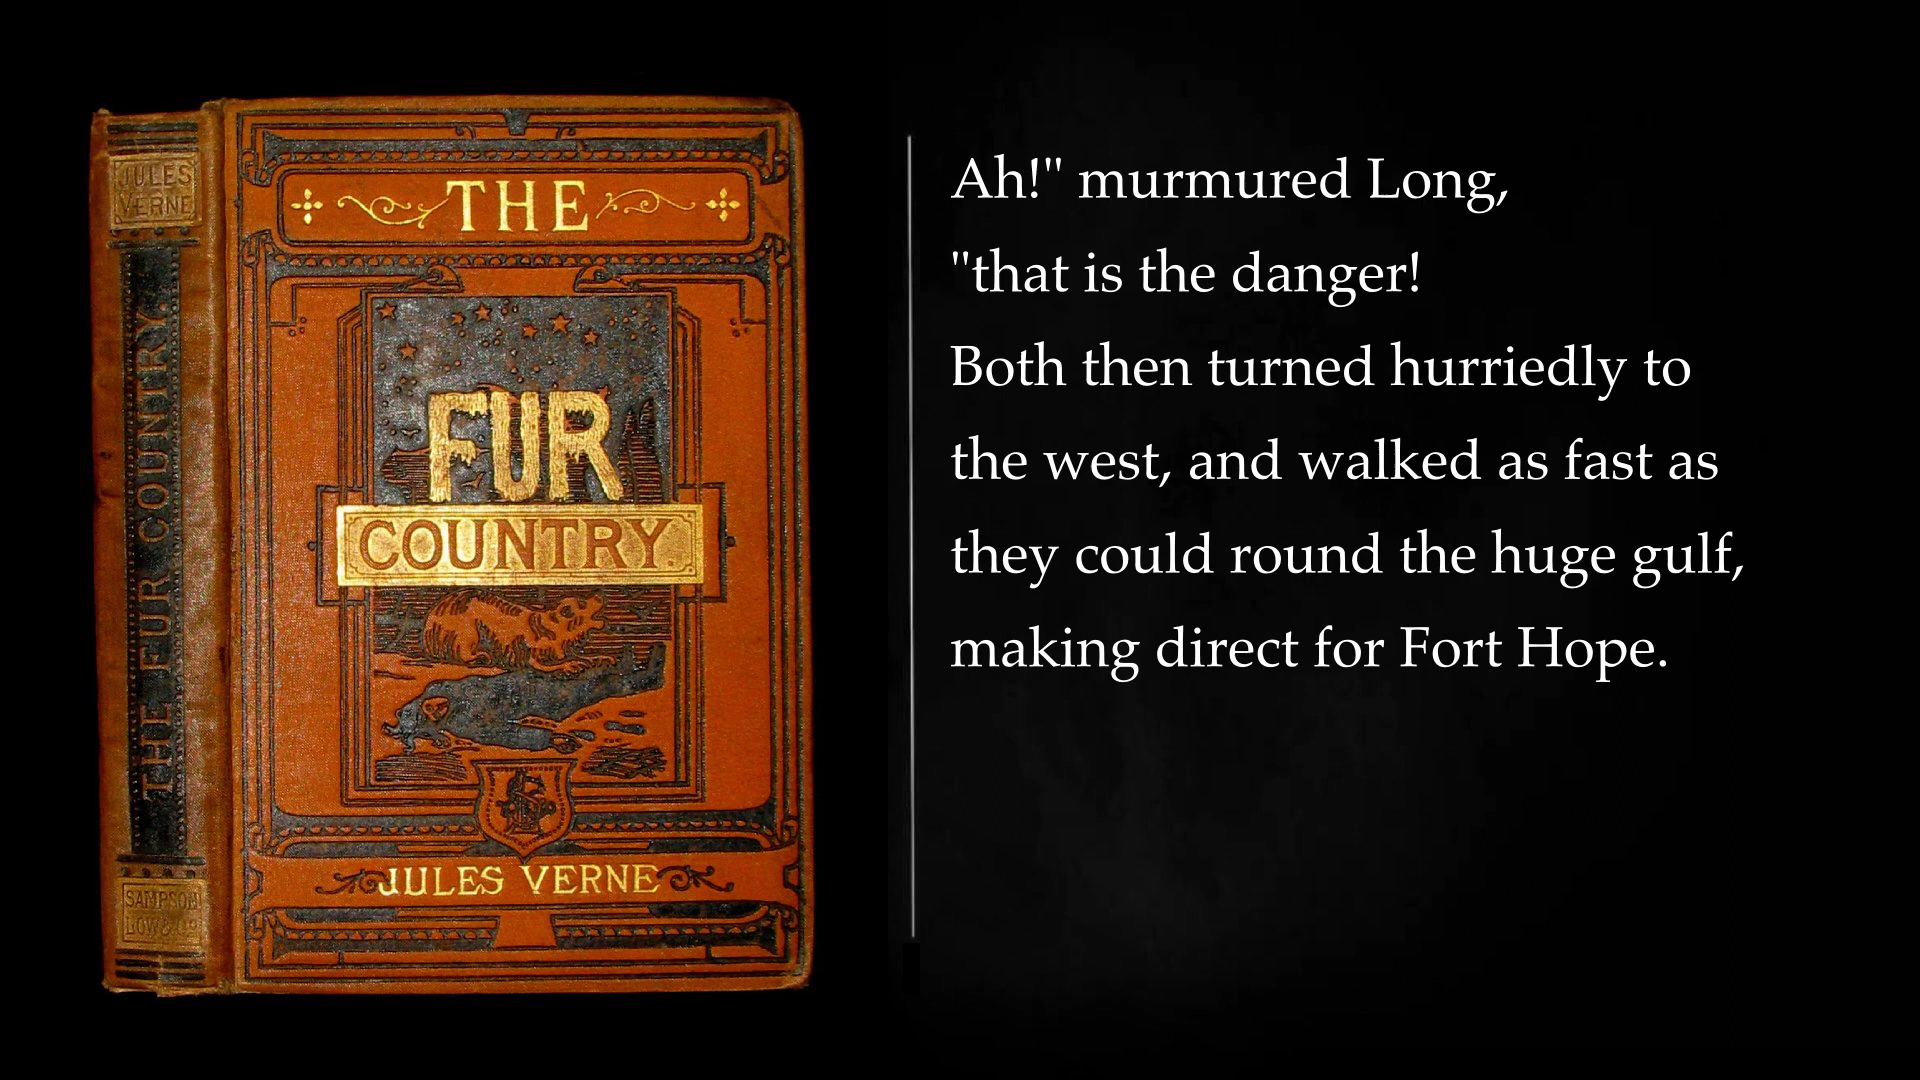 JULES
VERNE
THE FUR COUNTRY.
SAMPSON
LOW & Co
THE
FUR
COUNTRY.
JULES VERNE
Ah!" murmured Long,
"that is the danger!
Both then turned hurriedly to
the west, and walked as fast as
they could round the huge gulf,
making direct for Fort Hope.